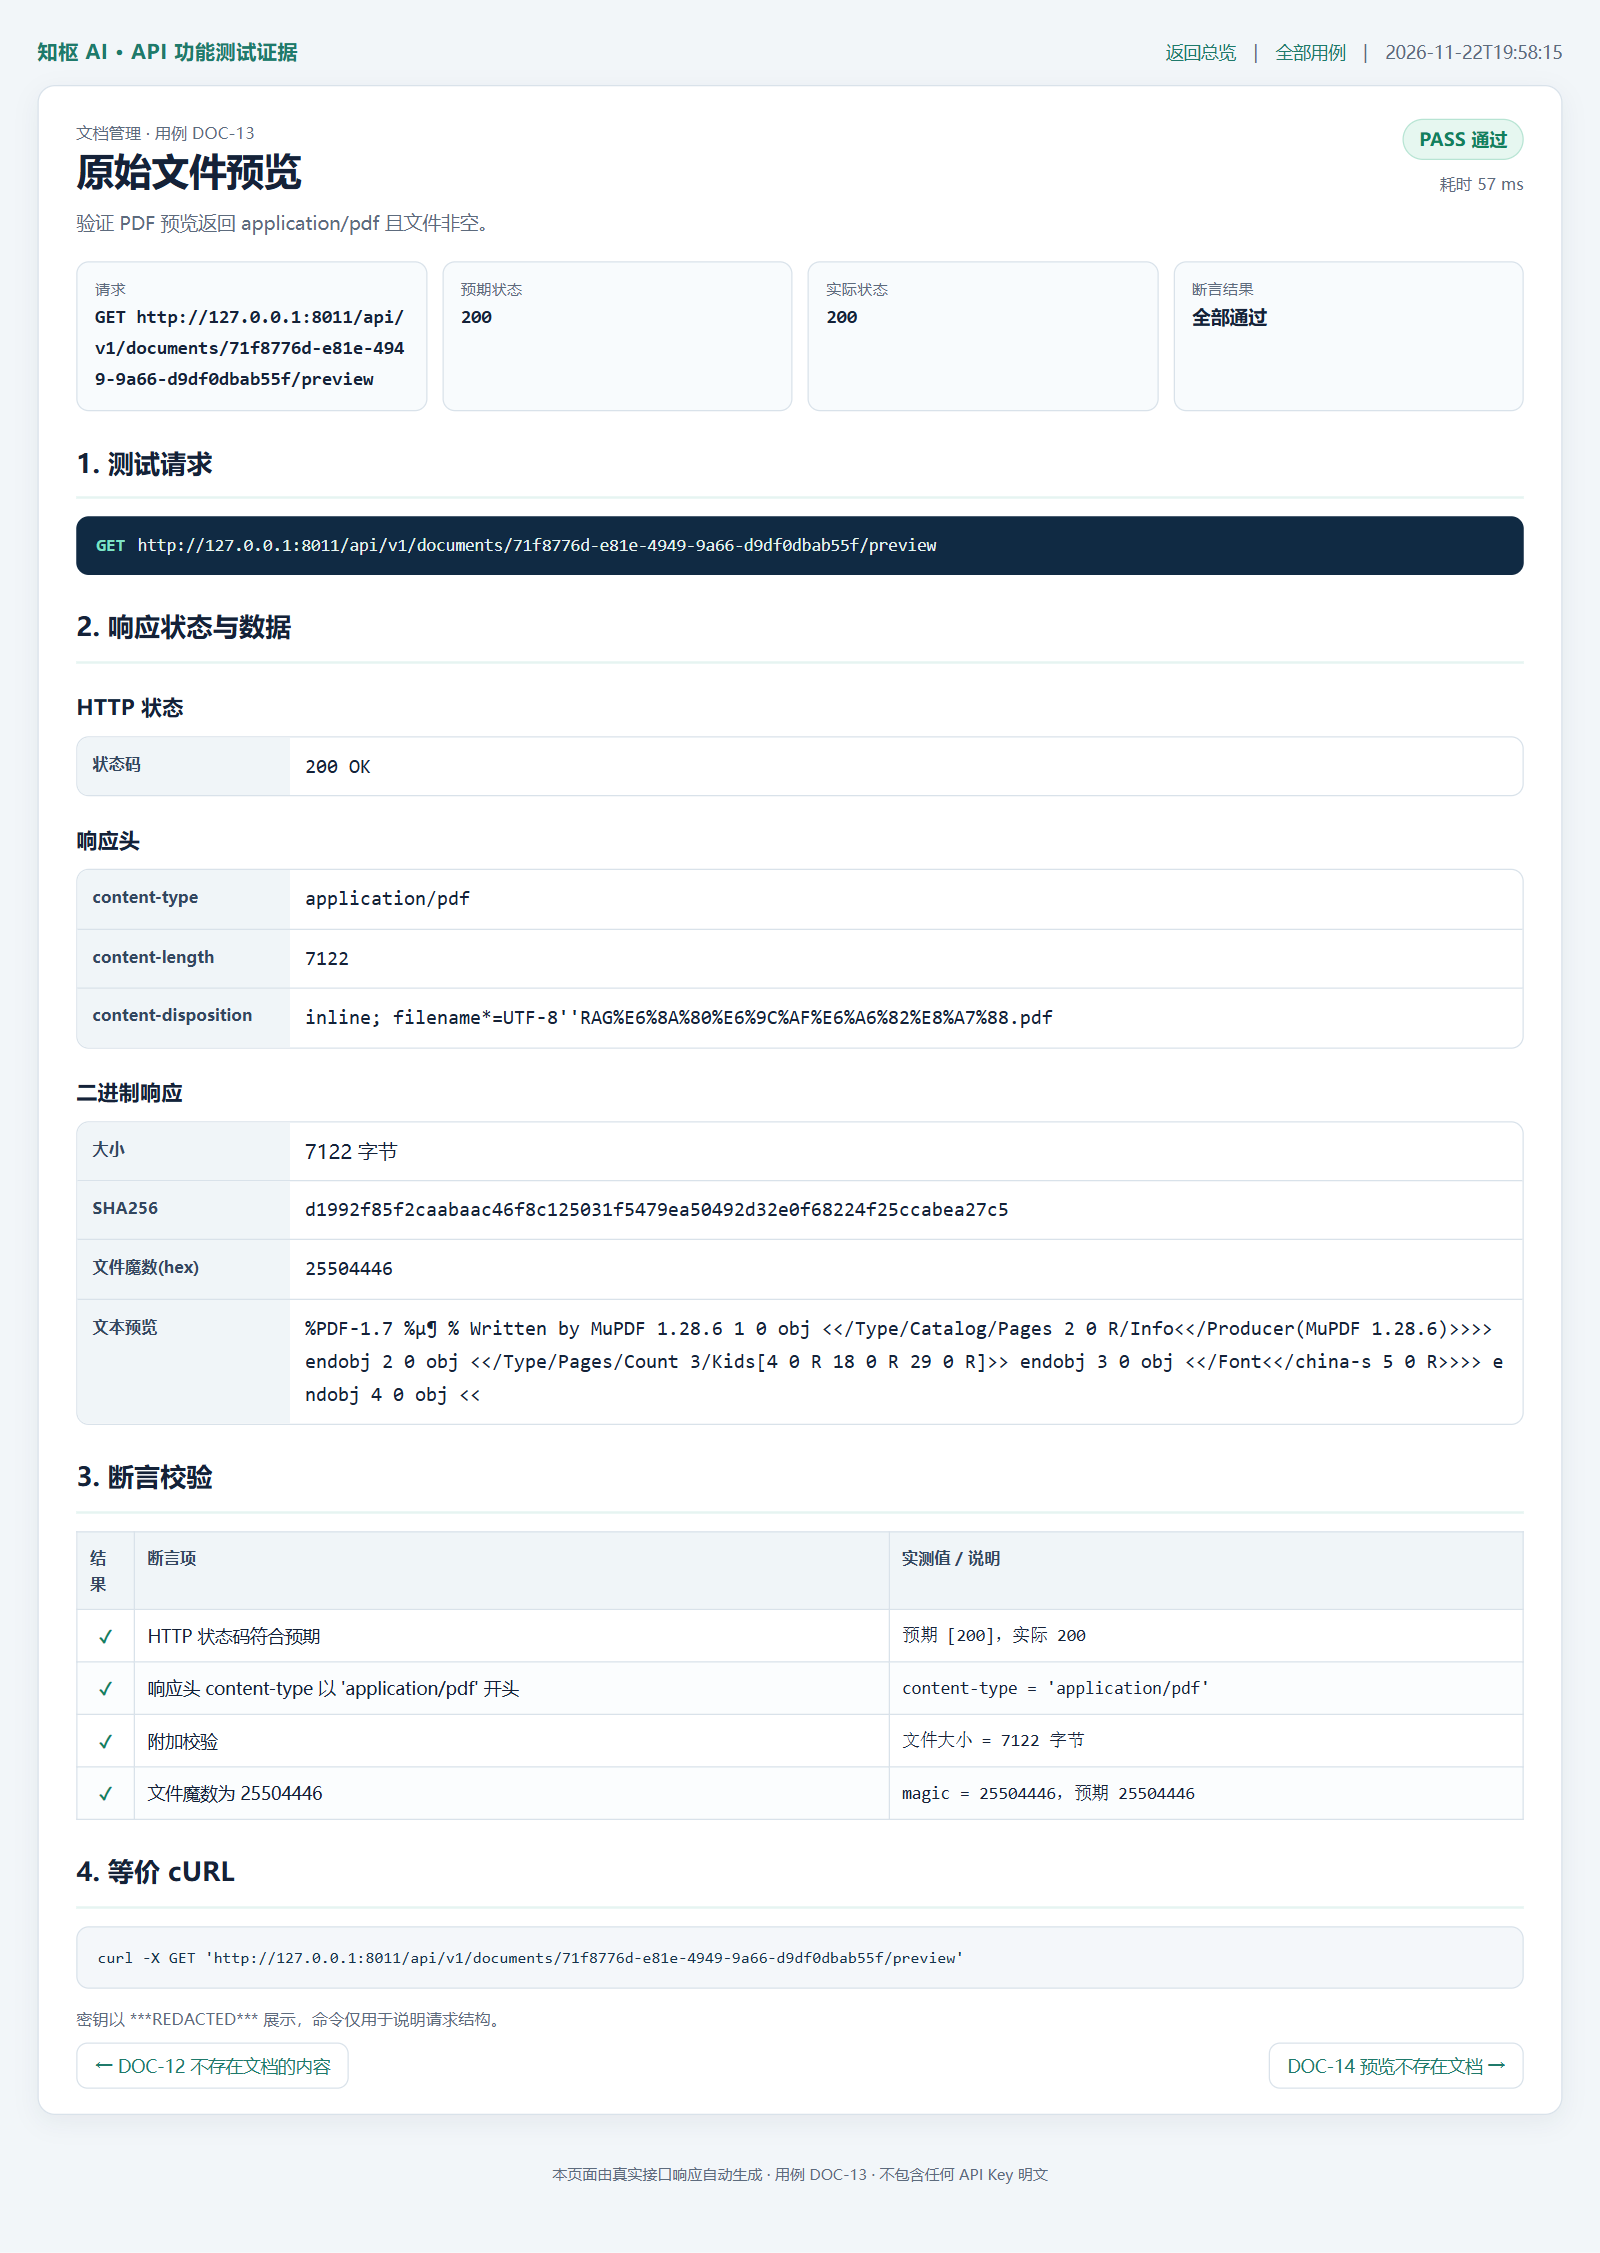 知枢 AI · API 功能测试证据
返回总览 | 全部用例 | 2026-11-22T19:58:15
文档管理 · 用例 DOC-13
原始文件预览
PASS 通过
耗时 57 ms
验证 PDF 预览返回 application/pdf 且文件非空。
请求
GET http://127.0.0.1:8011/api/
v1/documents/71f8776d-e81e-494
9-9a66-d9df0dbab55f/preview
预期状态
200
实际状态
200
断言结果
全部通过
1. 测试请求
GET http://127.0.0.1:8011/api/v1/documents/71f8776d-e81e-4949-9a66-d9df0dbab55f/preview
2. 响应状态与数据
HTTP 状态
状态码 200 OK
响应头
content-type application/pdf
content-length 7122
content-disposition inline; filename*=UTF-8''RAG%E6%8A%80%E6%9C%AF%E6%A6%82%E8%A7%88.pdf
二进制响应
大小 7122 字节
SHA256 d1992f85f2caabaac46f8c125031f5479ea50492d32e0f68224f25ccabea27c5
文件魔数(hex) 25504446
文本预览 %PDF-1.7 %µ¶ % Written by MuPDF 1.28.6 1 0 obj <</Type/Catalog/Pages 2 0 R/Info<</Producer(MuPDF 1.28.6)>>>>
endobj 2 0 obj <</Type/Pages/Count 3/Kids[4 0 R 18 0 R 29 0 R]>> endobj 3 0 obj <</Font<</china-s 5 0 R>>>> e
ndobj 4 0 obj <<
3. 断言校验
结果 断言项 实测值 / 说明
✓ HTTP 状态码符合预期 预期 [200]，实际 200
✓ 响应头 content-type 以 'application/pdf' 开头 content-type = 'application/pdf'
✓ 附加校验 文件大小 = 7122 字节
✓ 文件魔数为 25504446 magic = 25504446，预期 25504446
4. 等价 cURL
curl -X GET 'http://127.0.0.1:8011/api/v1/documents/71f8776d-e81e-4949-9a66-d9df0dbab55f/preview'
密钥以 ***REDACTED*** 展示，命令仅用于说明请求结构。
← DOC-12 不存在文档的内容
DOC-14 预览不存在文档 →
本页面由真实接口响应自动生成 · 用例 DOC-13 · 不包含任何 API Key 明文